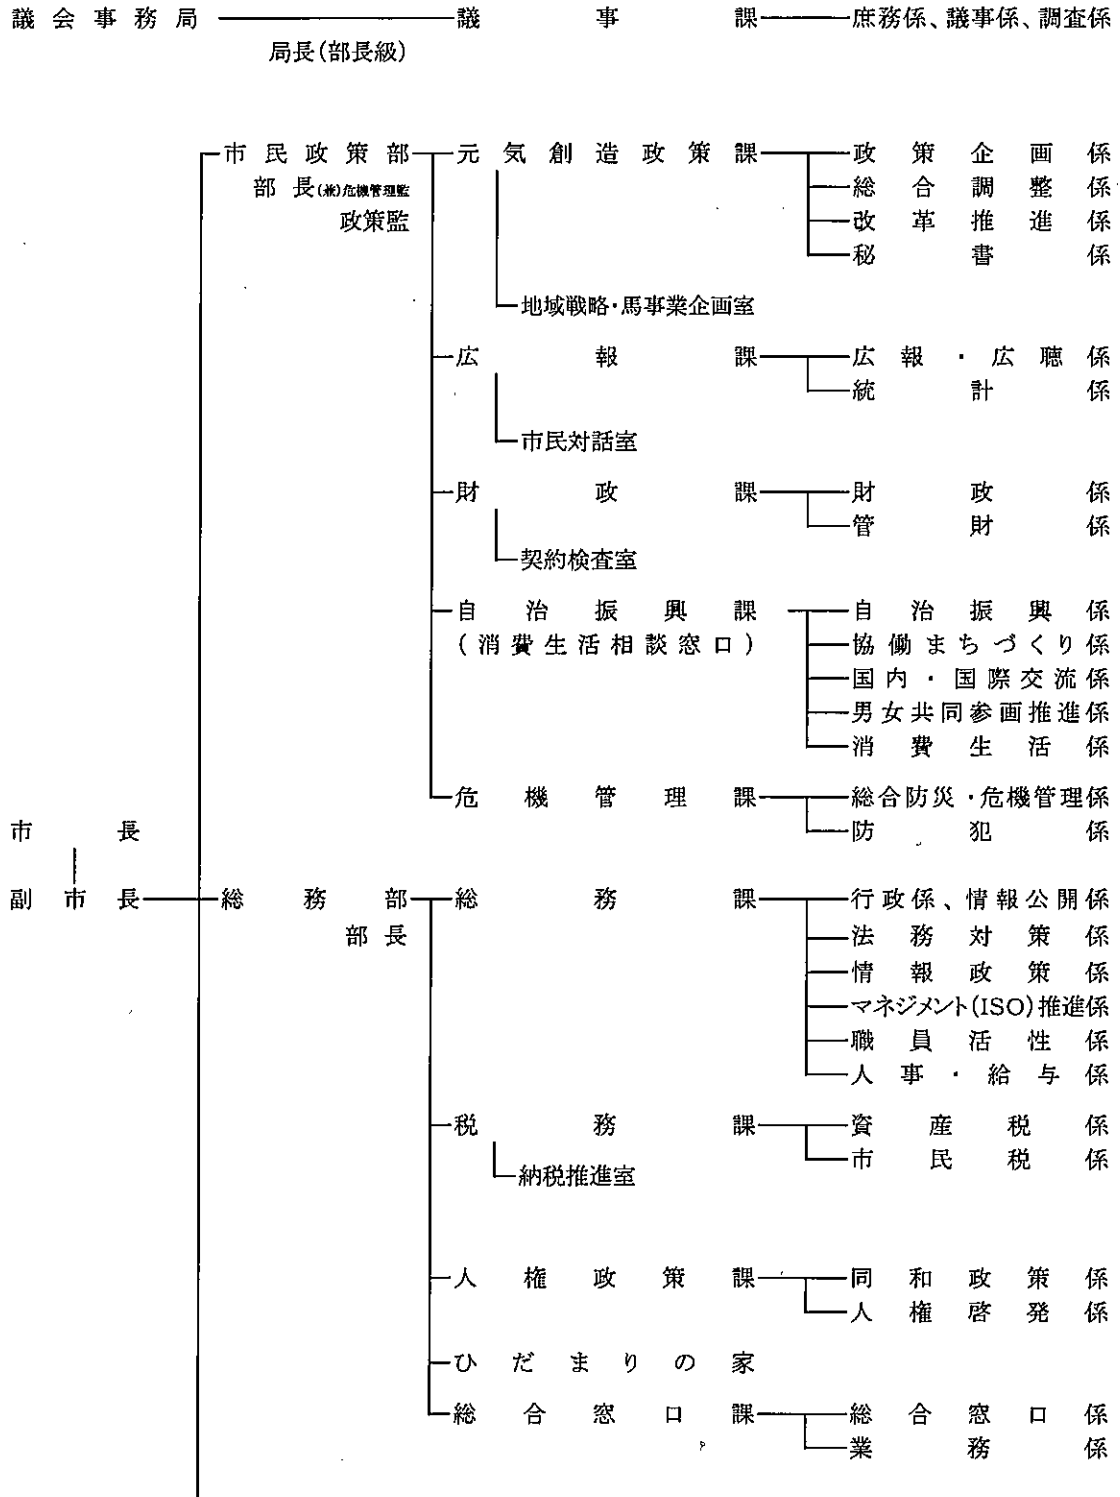 議会事務局 議事課 庶務係、議事係、調査係
局長(部長級)
市民政策部 元気創造政策課 政策企画係
部長(兼)危機管理監 総合調整係
政策監 改革推進係
秘書係
地域戦略・馬事業企画室
広報課 広報・広聴係
統計係
市民対話室
財政課 財政係
管財係
契約検査室
自治振興課 自治振興係
(消費生活相談窓口) 協働まちづくり係
国内・国際交流係
男女共同参画推進係
消費生活係
危機管理課 総合防災・危機管理係
市長 防犯係
副市長 総務部 総務課 行政係、情報公開係
部長 法務対策係
情報政策係
マネジメント(ISO)推進係
職員活性係
人事・給与係
税務課 資産税係
市民税係
納税推進室
人権政策課 同和政策係
人権啓発係
ひだまりの家
総合窓口課 総合窓口係
業務係